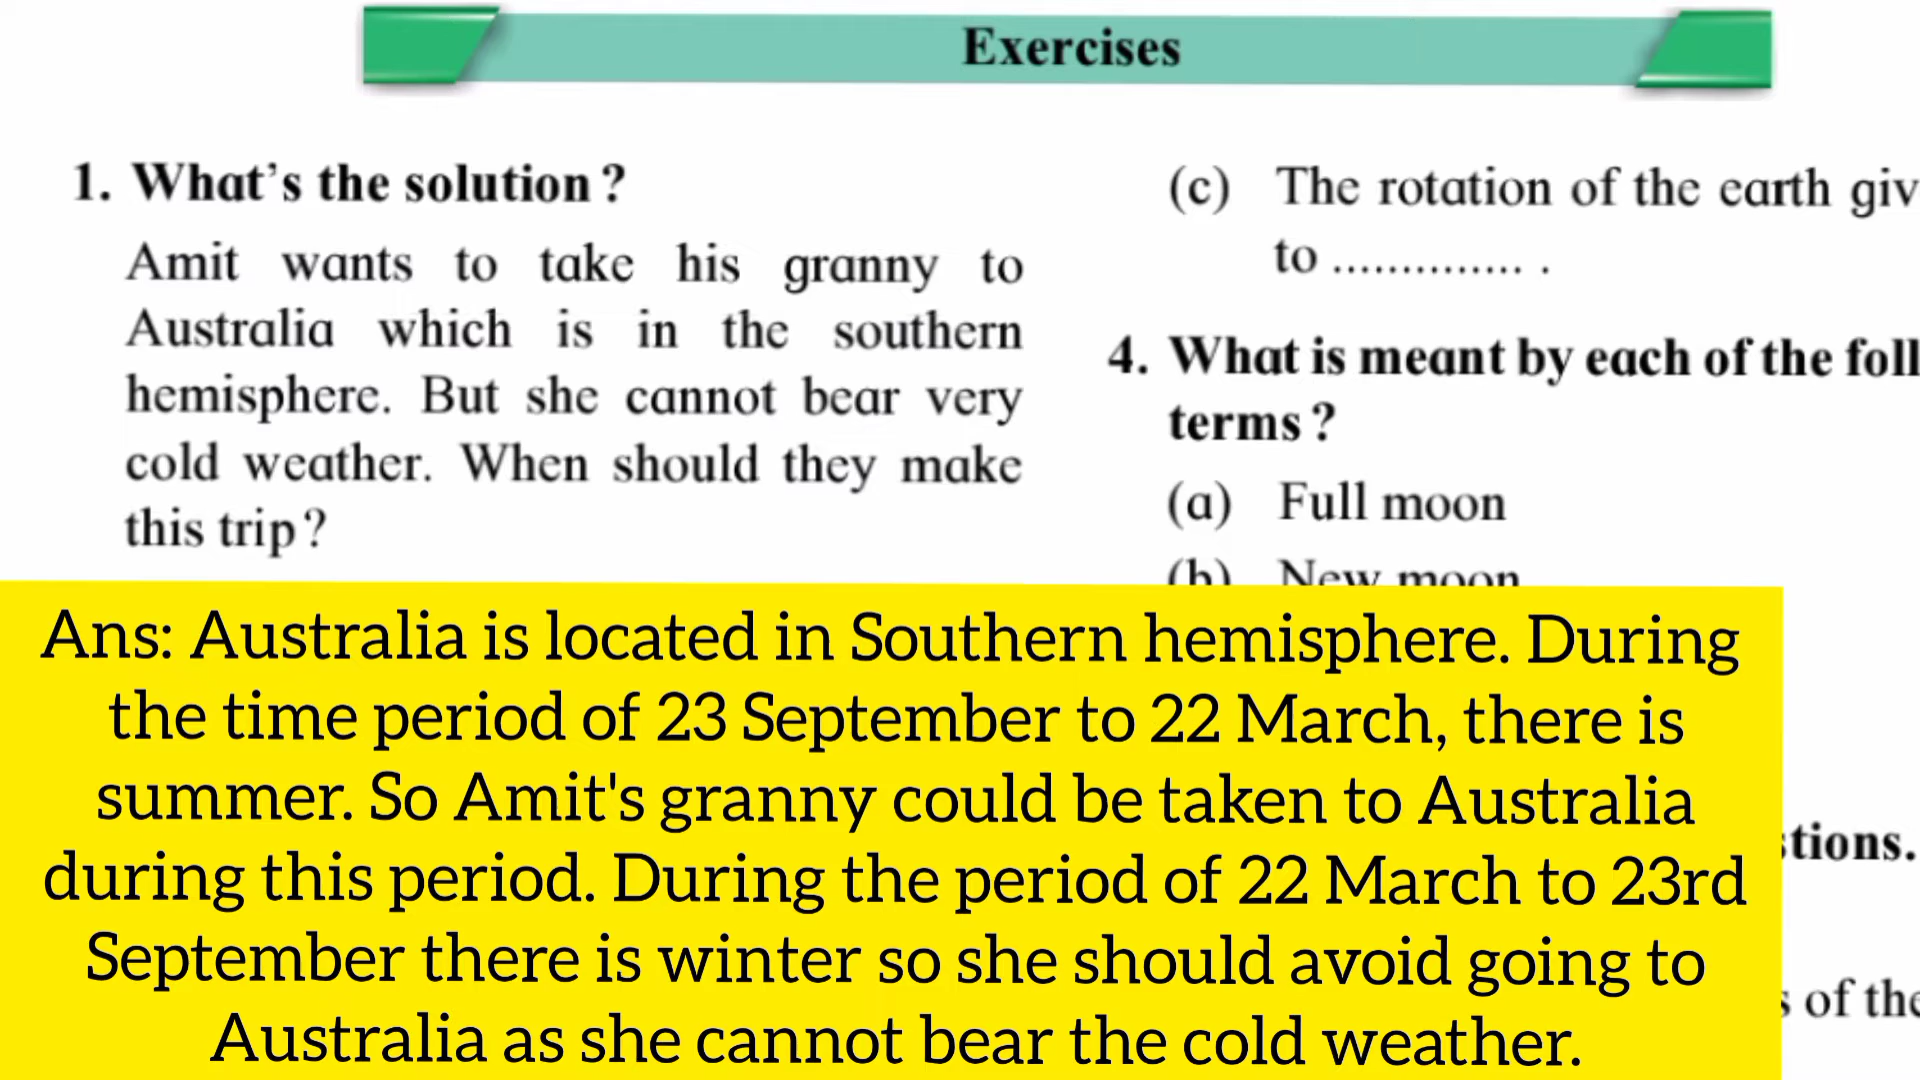 Exercises
1. What's the solution?
Amit wants to take his granny to
Australia which is in the southern
hemisphere. But she cannot bear very
cold weather. When should they make
this trip?
(c) The rotation of the earth giv
to .............. .
4. What is meant by each of the foll
terms?
(a) Full moon
(b) New moon
stions.
s of the
Ans: Australia is located in Southern hemisphere. During
the time period of 23 September to 22 March, there is
summer. So Amit's granny could be taken to Australia
during this period. During the period of 22 March to 23rd
September there is winter so she should avoid going to
Australia as she cannot bear the cold weather.